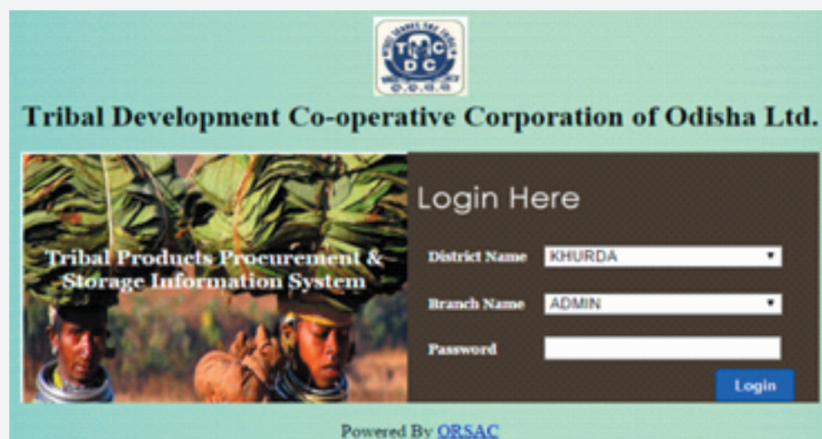 T C
D C
Tribal Development Co-operative Corporation of Odisha Ltd.
Tribal Products Procurement &
Storage Information System
Login Here
District Name KHURDA
Branch Name ADMIN
Password
Login
Powered By ORSAC